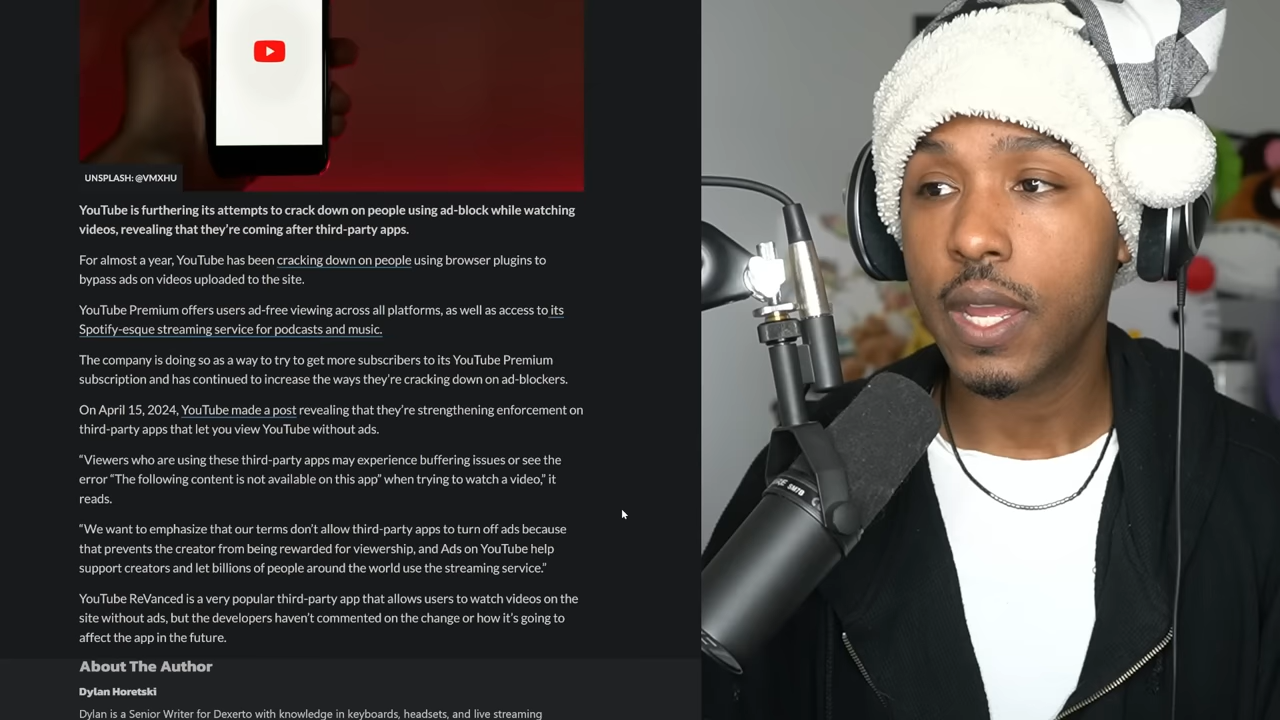 UNSPLASH: @VMXHU
YouTube is furthering its attempts to crack down on people using ad-block while watching
videos, revealing that they're coming after third-party apps.
For almost a year, YouTube has been cracking down on people using browser plugins to
bypass ads on videos uploaded to the site.
YouTube Premium offers users ad-free viewing across all platforms, as well as access to its
Spotify-esque streaming service for podcasts and music.
The company is doing so as a way to try to get more subscribers to its YouTube Premium
subscription and has continued to increase the ways they're cracking down on ad-blockers.
On April 15, 2024, YouTube made a post revealing that they're strengthening enforcement on
third-party apps that let you view YouTube without ads.
“Viewers who are using these third-party apps may experience buffering issues or see the
error “The following content is not available on this app” when trying to watch a video,” it
reads.
“We want to emphasize that our terms don’t allow third-party apps to turn off ads because
that prevents the creator from being rewarded for viewership, and Ads on YouTube help
support creators and let billions of people around the world use the streaming service.”
YouTube ReVanced is a very popular third-party app that allows users to watch videos on the
site without ads, but the developers haven’t commented on the change or how it’s going to
affect the app in the future.
About The Author
Dylan Horetski
Dylan is a Senior Writer for Dexerto with knowledge in keyboards, headsets, and live streaming
SM7B